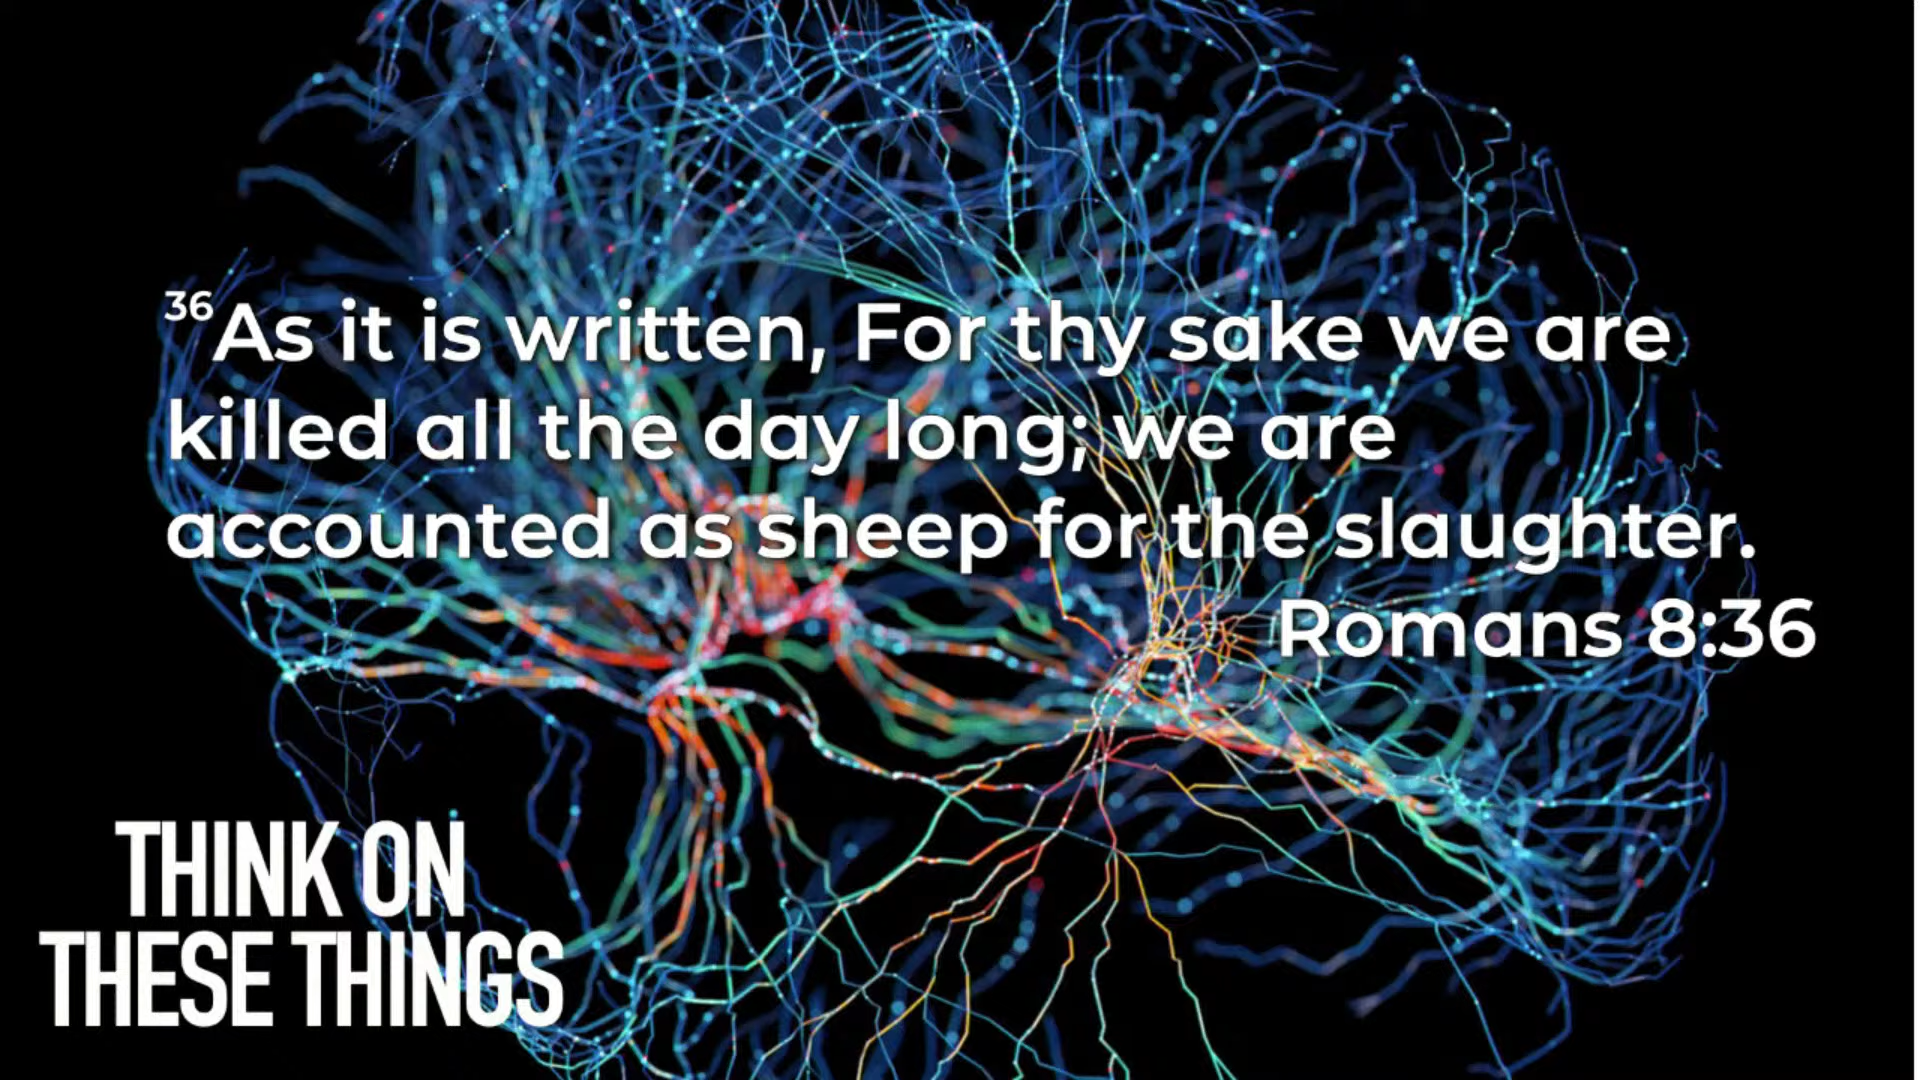 36As it is written, For thy sake we are
killed all the day long; we are
accounted as sheep for the slaughter.
Romans 8:36
THINK ON
THESE THINGS